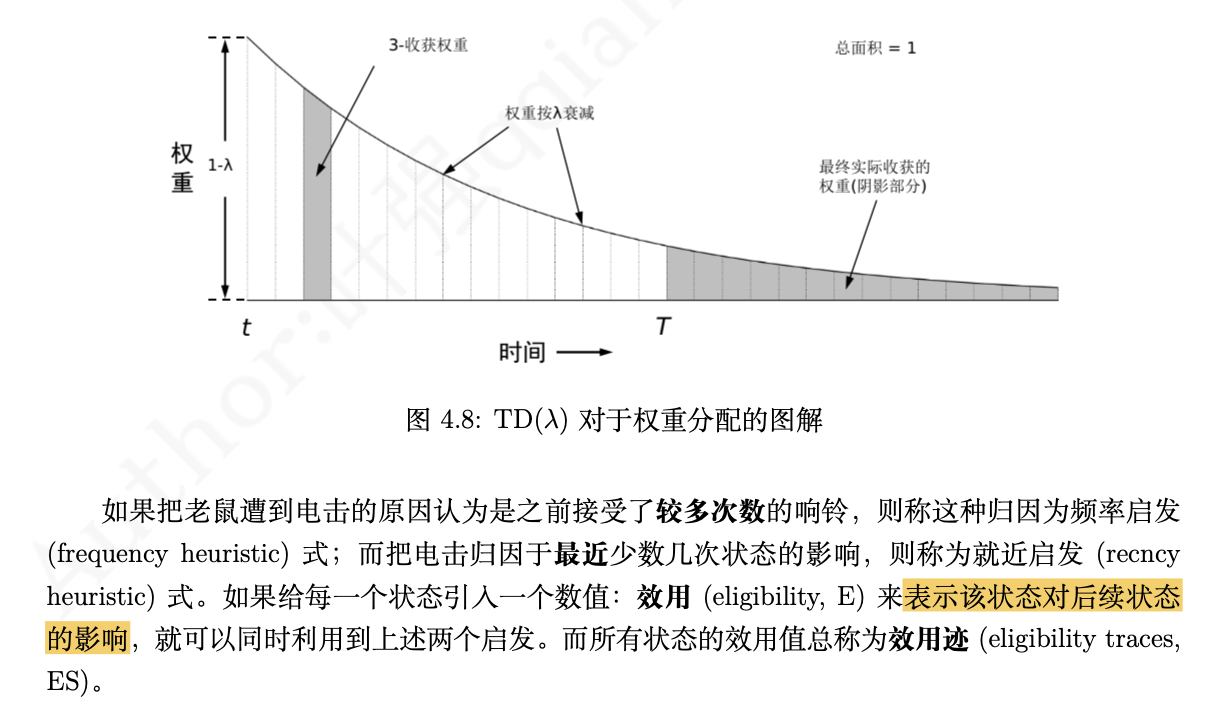 3-收获权重
总面积 = 1
权重按λ衰减
权重
1-λ
最终实际收获的
权重(阴影部分)
t
T
时间
图 4.8: TD(λ) 对于权重分配的图解
如果把老鼠遭到电击的原因认为是之前接受了较多次数的响铃，则称这种归因为频率启发
(frequency heuristic) 式；而把电击归因于最近少数几次状态的影响，则称为就近启发 (recncy
heuristic) 式。如果给每一个状态引入一个数值：效用 (eligibility, E) 来表示该状态对后续状态
的影响，就可以同时利用到上述两个启发。而所有状态的效用值总称为效用迹 (eligibility traces,
ES)。
Author:叶强qqiang